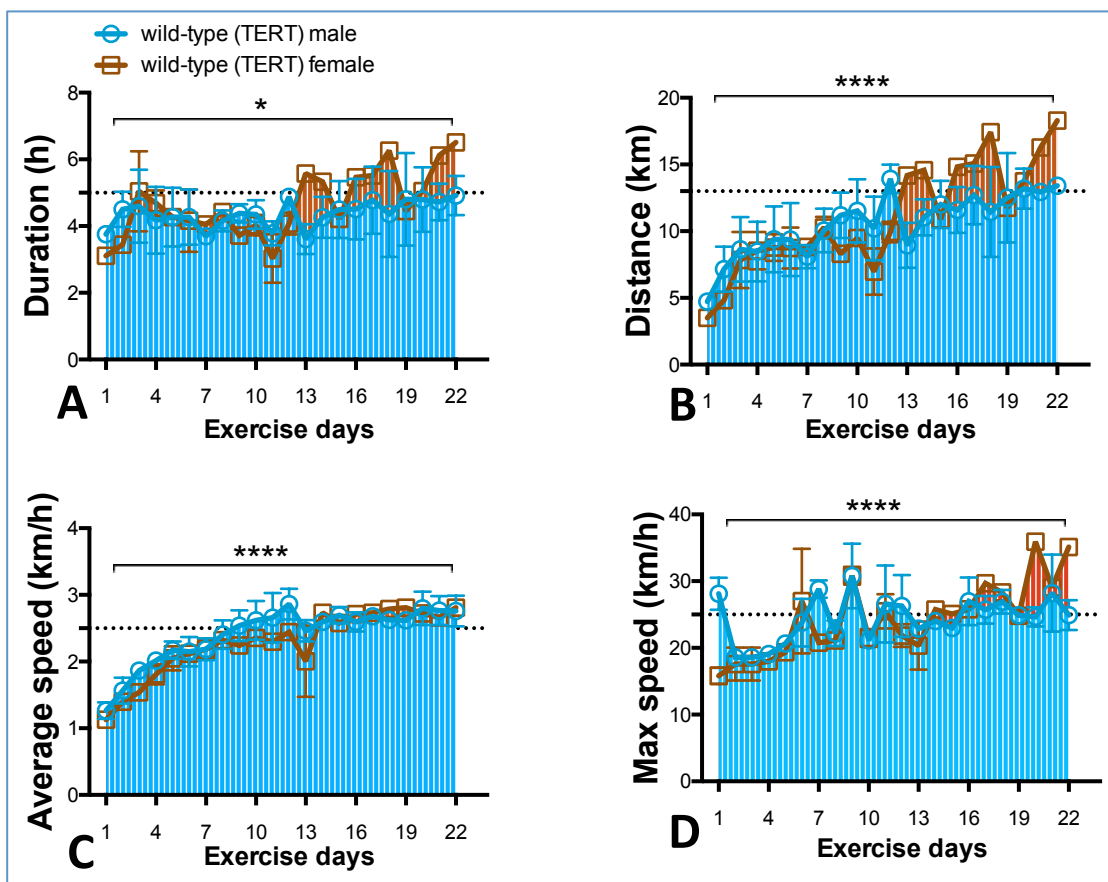 wild-type (TERT) male
wild-type (TERT) female
*
Duration (h)
8
6
4
2
0
1 4 7 10 13 16 19 22
A
Exercise days
****
Distance (km)
20
15
10
5
0
1 4 7 10 13 16 19 22
B
Exercise days
****
Average speed (km/h)
4
3
2
1
0
1 4 7 10 13 16 19 22
C
Exercise days
****
Max speed (km/h)
40
30
20
10
0
1 4 7 10 13 16 19 22
D
Exercise days